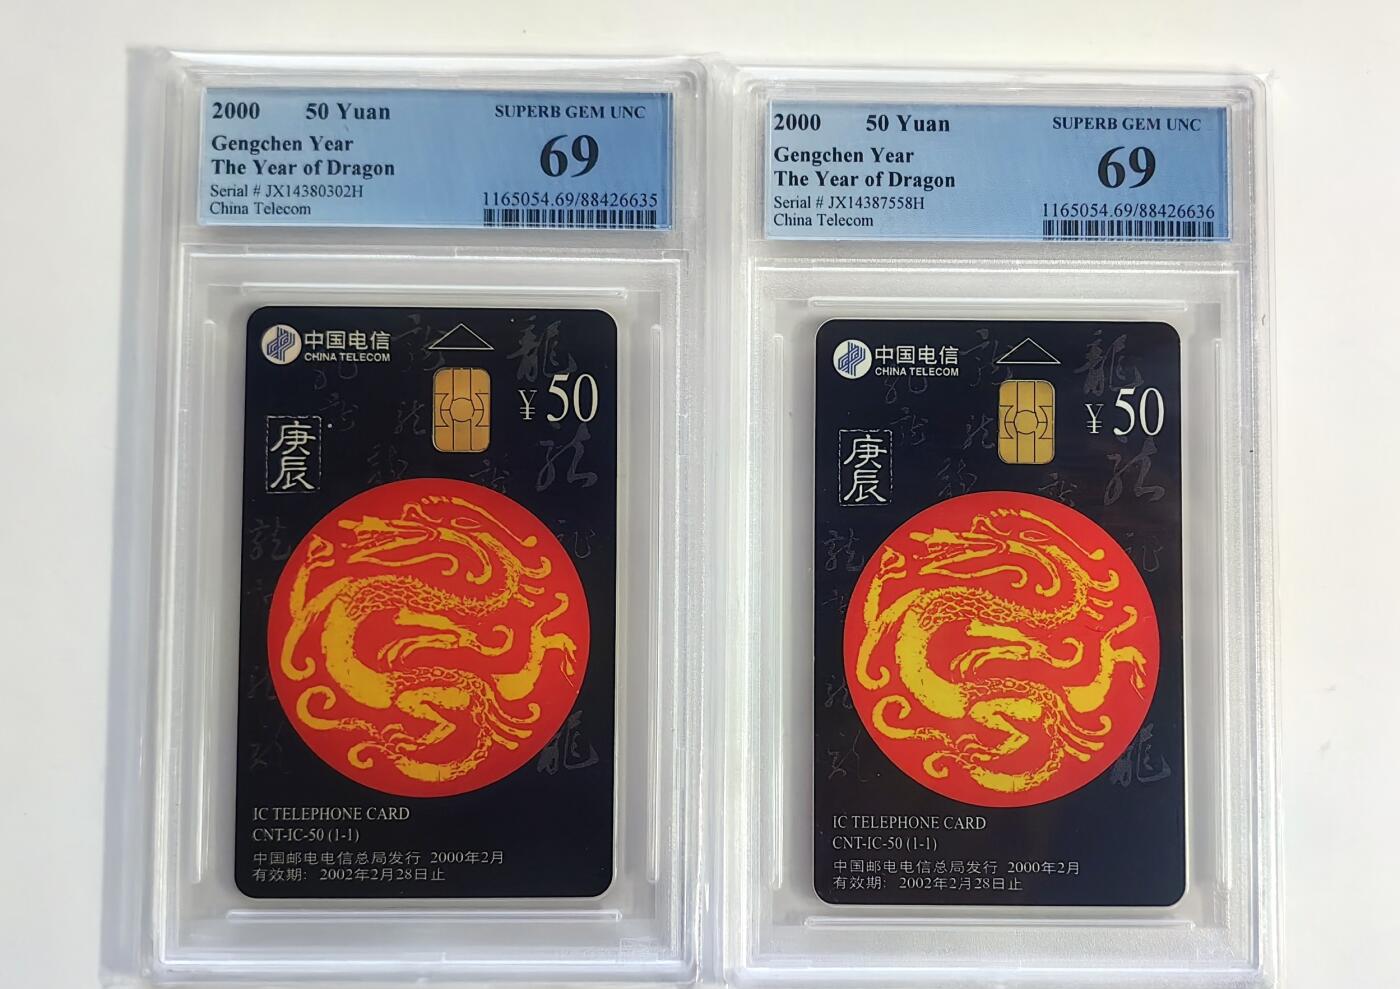 2000 50 Yuan
SUPERB GEM UNC
Gengchen Year
69
The Year of Dragon
Serial # JX14380302H
1165054.69/88426635
China Telecom
中国电信
CHINA TELECOM
¥50
庚辰
龍
IC TELEPHONE CARD
CNT-IC-50 (1-1)
中国邮电电信总局发行 2000年2月
有效期: 2002年2月28日止
2000 50 Yuan
SUPERB GEM UNC
Gengchen Year
69
The Year of Dragon
Serial # JX14387558H
1165054.69/88426636
China Telecom
中国电信
CHINA TELECOM
¥50
庚辰
龍
IC TELEPHONE CARD
CNT-IC-50 (1-1)
中国邮电电信总局发行 2000年2月
有效期: 2002年2月28日止